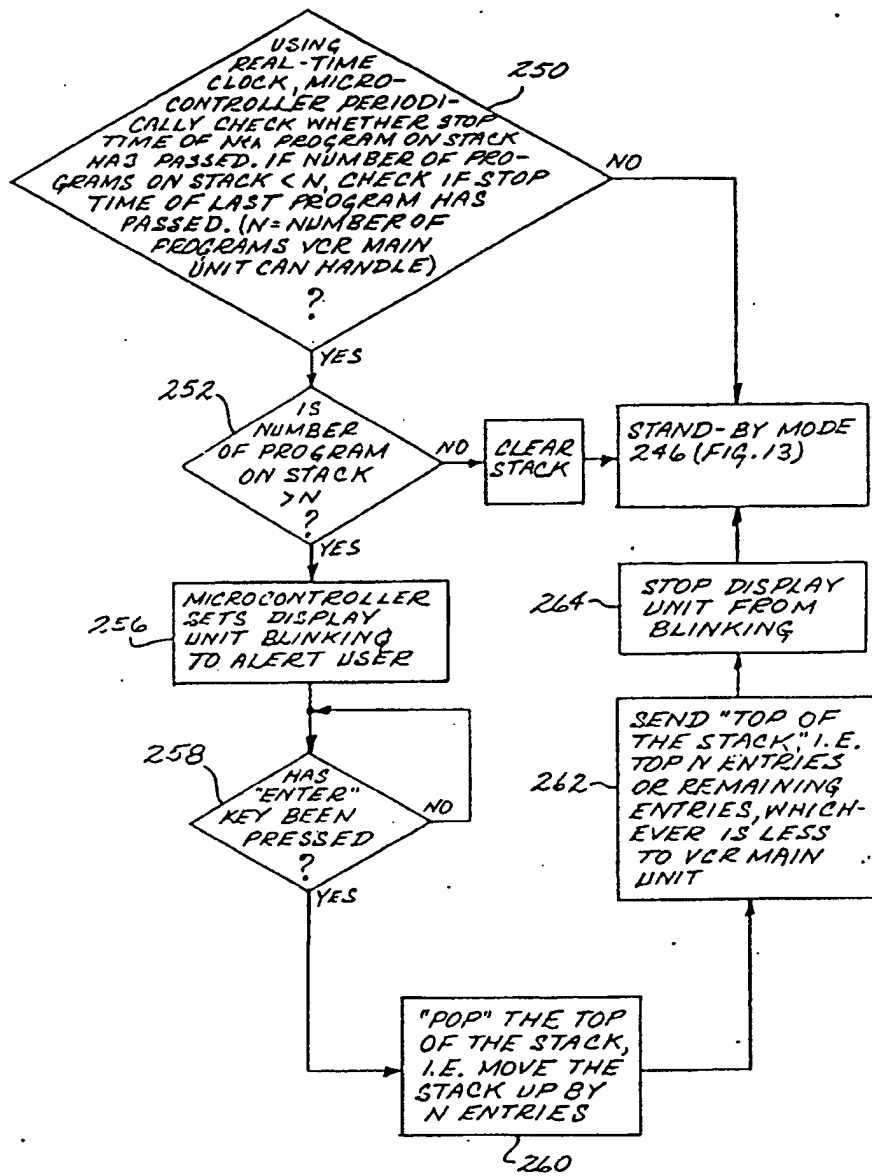 USING
REAL-TIME
CLOCK, MICRO-
CONTROLLER PERIODI-
CALLY CHECK WHETHER STOP
TIME OF Nth PROGRAM ON STACK
HAS PASSED. IF NUMBER OF PRO-
GRAMS ON STACK < N, CHECK IF STOP
TIME OF LAST PROGRAM HAS
PASSED. (N = NUMBER OF
PROGRAMS VCR MAIN
UNIT CAN HANDLE)
?
250
NO
YES
252
IS
NUMBER
OF PROGRAM
ON STACK
>N
?
NO
CLEAR
STACK
STAND-BY MODE
246 (FIG. 13)
YES
256
MICROCONTROLLER
SETS DISPLAY
UNIT BLINKING
TO ALERT USER
264
STOP DISPLAY
UNIT FROM
BLINKING
258
HAS
"ENTER"
KEY BEEN
PRESSED
?
NO
YES
262
SEND "TOP OF
THE STACK," I.E.
TOP N ENTRIES
OR REMAINING
ENTRIES, WHICH-
EVER IS LESS
TO VCR MAIN
UNIT
"POP" THE TOP
OF THE STACK,
I.E. MOVE THE
STACK UP BY
N ENTRIES
260